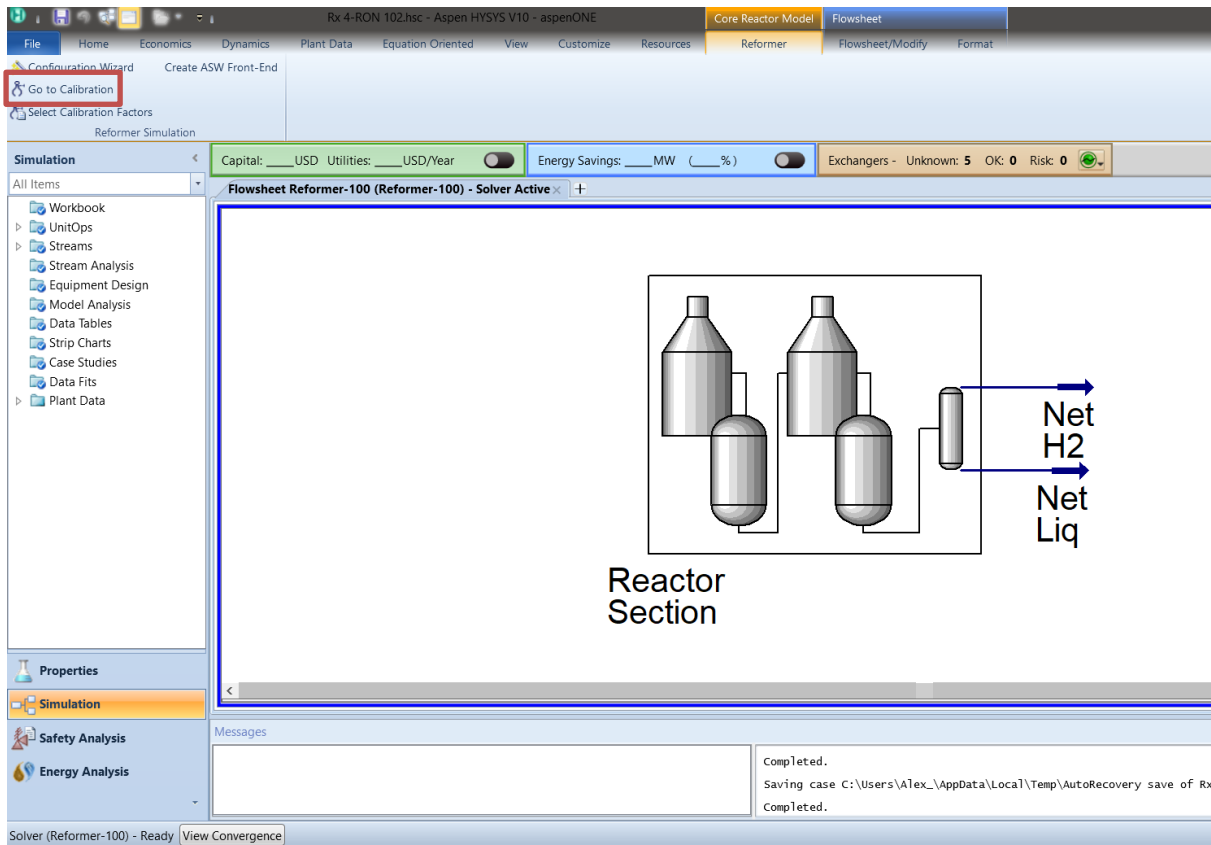 Rx 4-RON 102.hsc - Aspen HYSYS V10 - aspenONE
Core Reactor Model Flowsheet
File Home Economics Dynamics Plant Data Equation Oriented View Customize Resources Reformer Flowsheet/Modify Format
Configuration Wizard Create ASW Front-End
Go to Calibration
Select Calibration Factors
Reformer Simulation
Simulation <
Capital: ____USD Utilities: ____USD/Year Energy Savings: ____MW (____%) Exchangers - Unknown: 5 OK: 0 Risk: 0
All Items
Flowsheet Reformer-100 (Reformer-100) - Solver Active × +
Workbook
UnitOps
Streams
Stream Analysis
Equipment Design
Model Analysis
Data Tables
Strip Charts
Case Studies
Data Fits
Plant Data
Net
H2
Net
Liq
Reactor
Section
Properties
Simulation
Safety Analysis
Energy Analysis
Messages
Completed.
Saving case C:\Users\Alex_\AppData\Local\Temp\AutoRecovery save of Rx
Completed.
Solver (Reformer-100) - Ready View Convergence